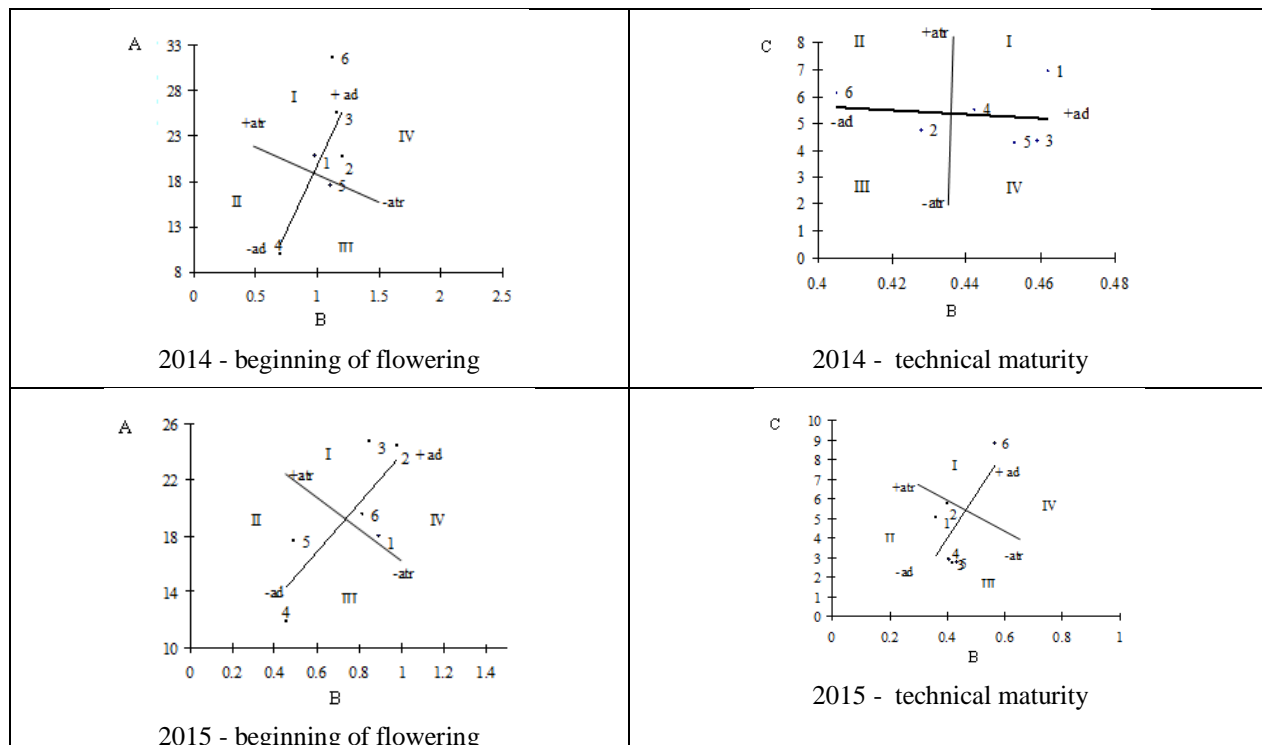 A
33
28
23
18
13
8
0 0.5 1 1.5 2 2.5
B
6
I
+ ad
3
+atr
IV
1
2
5
II
-atr
-ad
4
III
2014 - beginning of flowering
C
8
7
6
5
4
3
2
1
0
0.4 0.42 0.44 0.46 0.48
B
II
+atr
I
1
6
4
+ad
-ad
2
5
3
III
IV
-atr
2014 - technical maturity
A
26
22
18
14
10
0 0.2 0.4 0.6 0.8 1 1.2 1.4
B
I
3
2
+ ad
+atr
6
II
IV
5
1
-atr
-ad
III
4
2015 - beginning of flowering
C
10
9
8
7
6
5
4
3
2
1
0
0 0.2 0.4 0.6 0.8 1
B
6
I
+ ad
+atr
IV
2
1
II
4
-atr
3
5
-ad
III
2015 - technical maturity